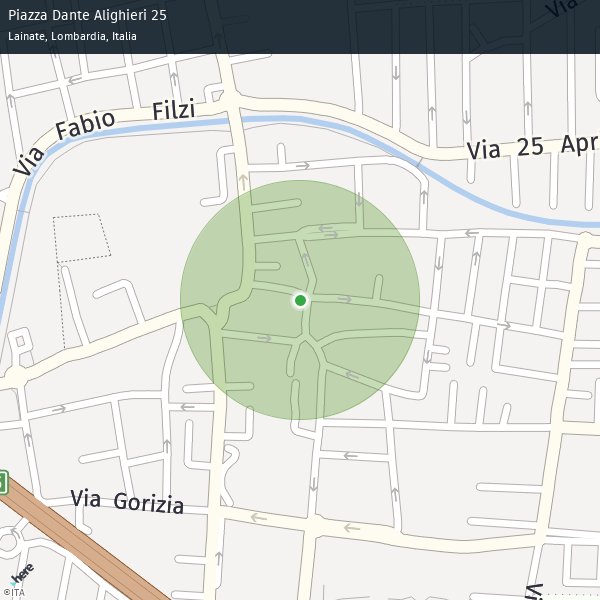 Piazza Dante Alighieri 25
Lainate, Lombardia, Italia
Via
Via Fabio Filzi
Via 25 Apr
Via Gorizia
here
©ITA